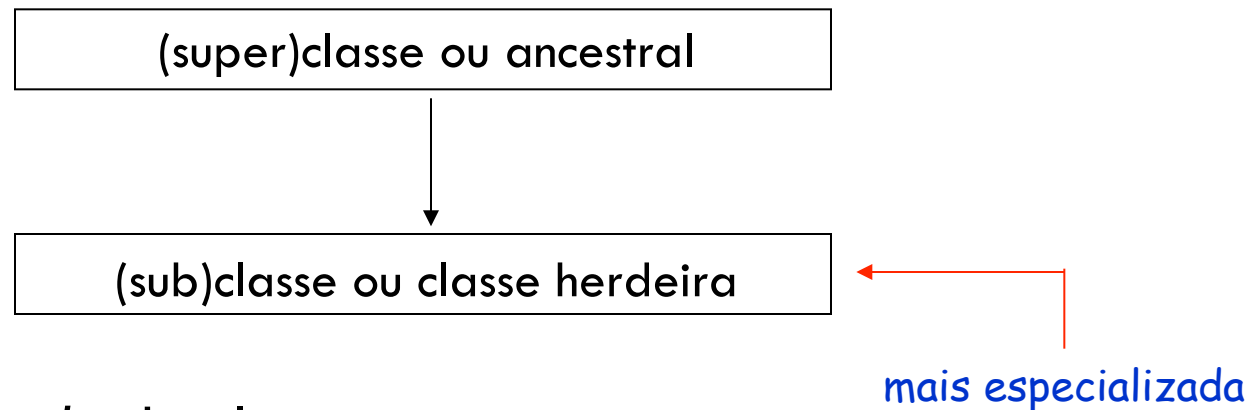 (super)classe ou ancestral
(sub)classe ou classe herdeira
mais especializada